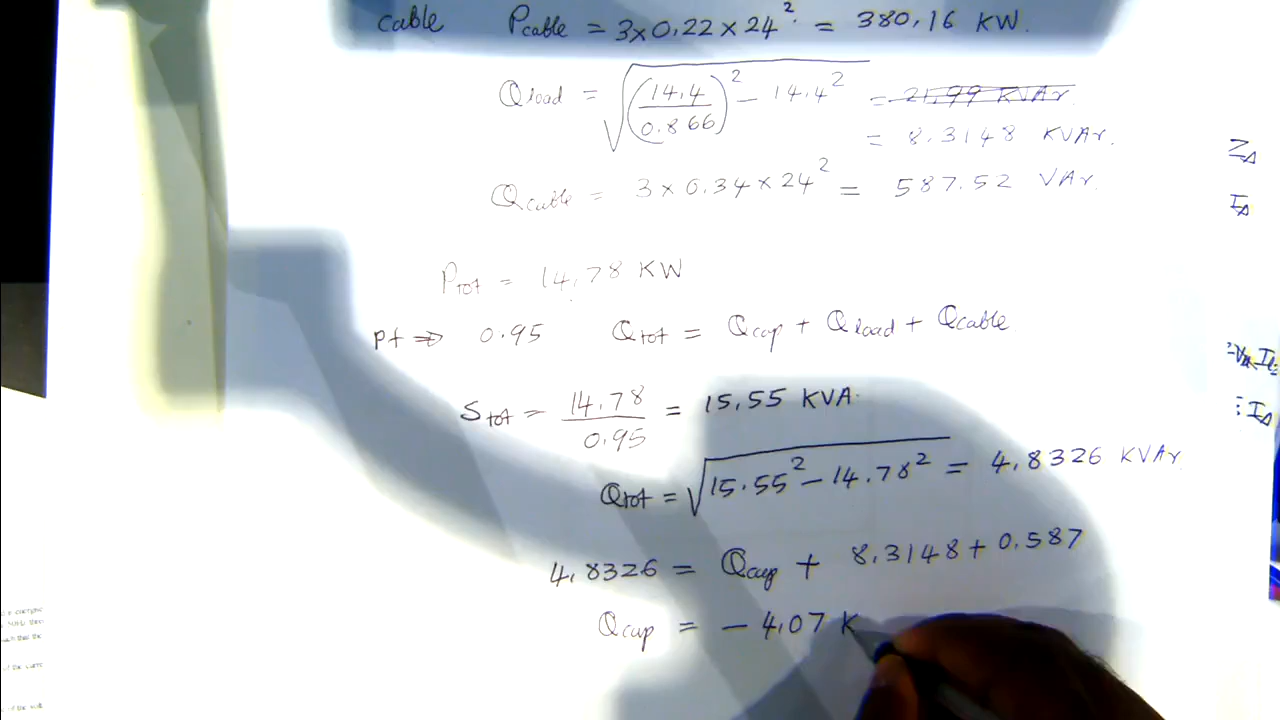 cable Pcable = 3×0.22×24² = 380.16 KW.
Qload = √((14.4/0.866)² − 14.4²) = 21.99 KVAr
= 8.3148 KVAr.
Qcable = 3×0.34×24² = 587.52 VAr.
Ptot = 14.78 KW
Pf ⇒ 0.95 Qtot = Qcap + Qload + Qcable
Stot = 14.78/0.95 = 15.55 KVA.
Qtot = √(15.55² − 14.78²) = 4.8326 KVAr
4.8326 = Qcap + 8.3148 + 0.587
Qcap = − 4.07 K
ZΔ
IΔ
IΔ